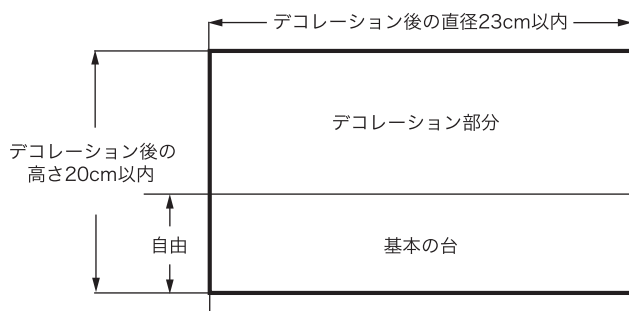 デコレーション後の直径23cm以内
デコレーション部分
デコレーション後の
高さ20cm以内
自由
基本の台